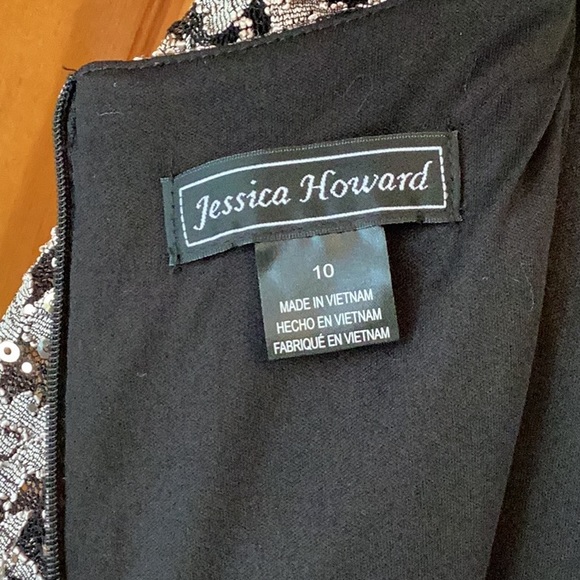 Jessica Howard
10
MADE IN VIETNAM
HECHO EN VIETNAM
FABRIQUÉ EN VIETNAM